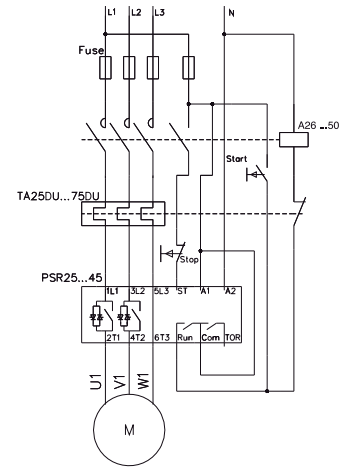 L1 L2 L3 N
Fuse
A26 ...50
Start
TA25DU...75DU
Stop
PSR25...45
1L1 3L2 5L3 ST A1 A2
2T1 4T2 6T3 Run Com TOR
U1 V1 W1
M